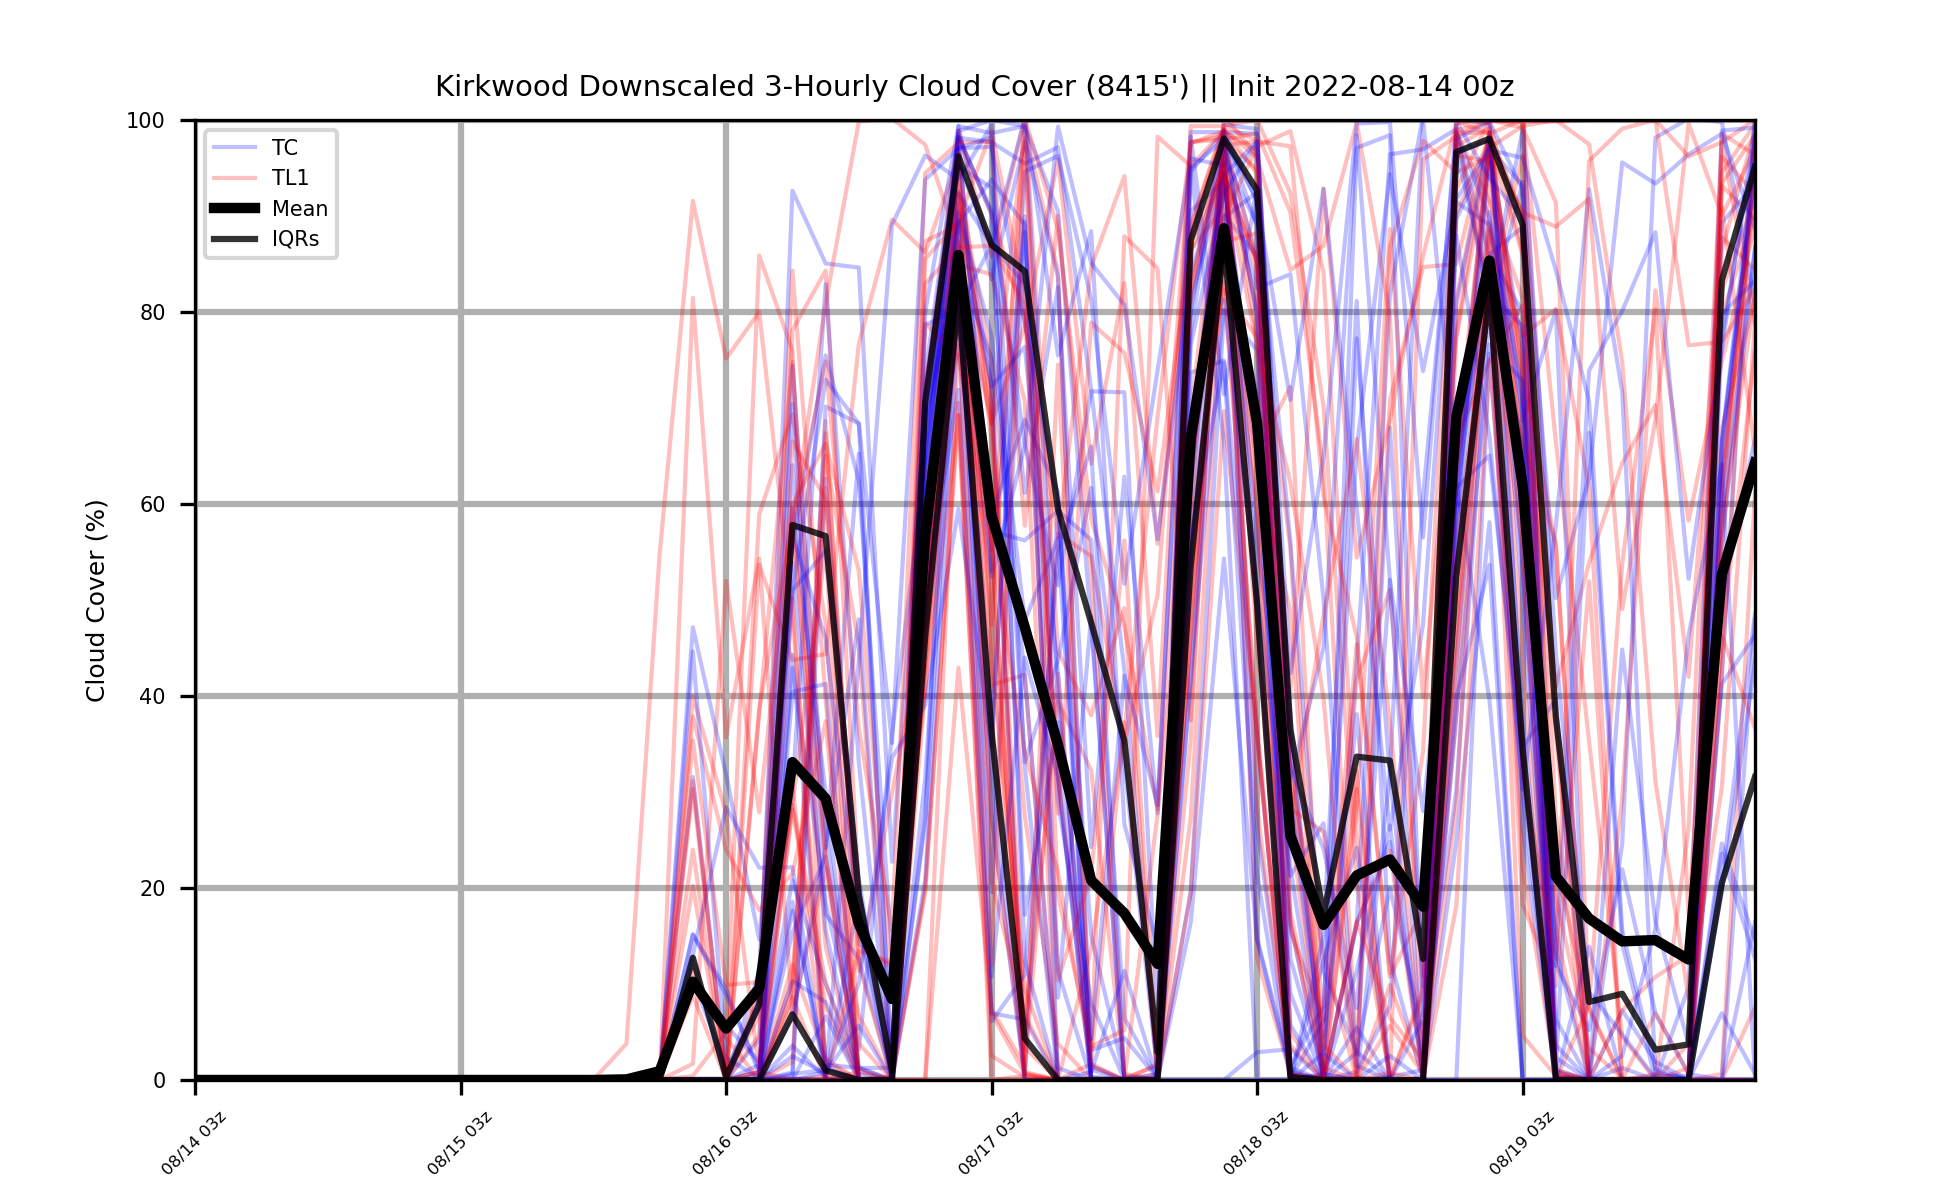 Kirkwood Downscaled 3-Hourly Cloud Cover (8415') || Init 2022-08-14 00z
100
80
60
40
20
0
Cloud Cover (%)
TC
TL1
Mean
IQRs
08/14 03z
08/15 03z
08/16 03z
08/17 03z
08/18 03z
08/19 03z